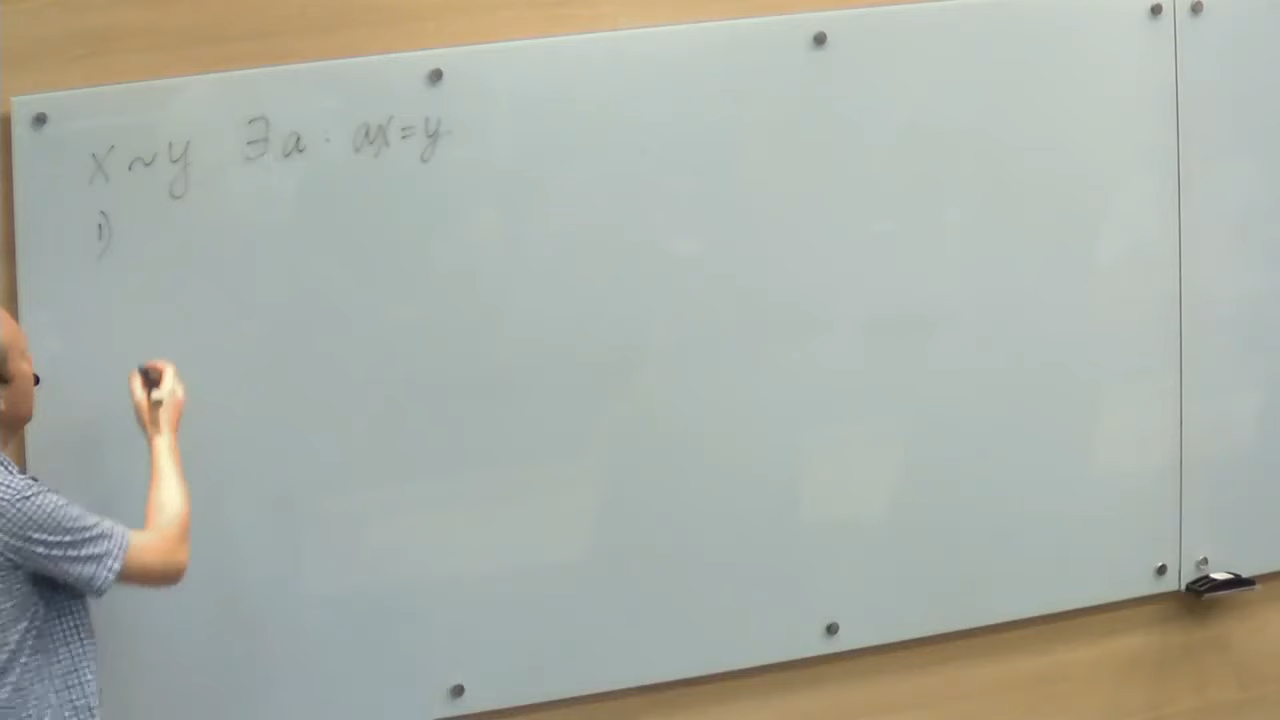 x ~ y ∃ a : ax = y.
1)